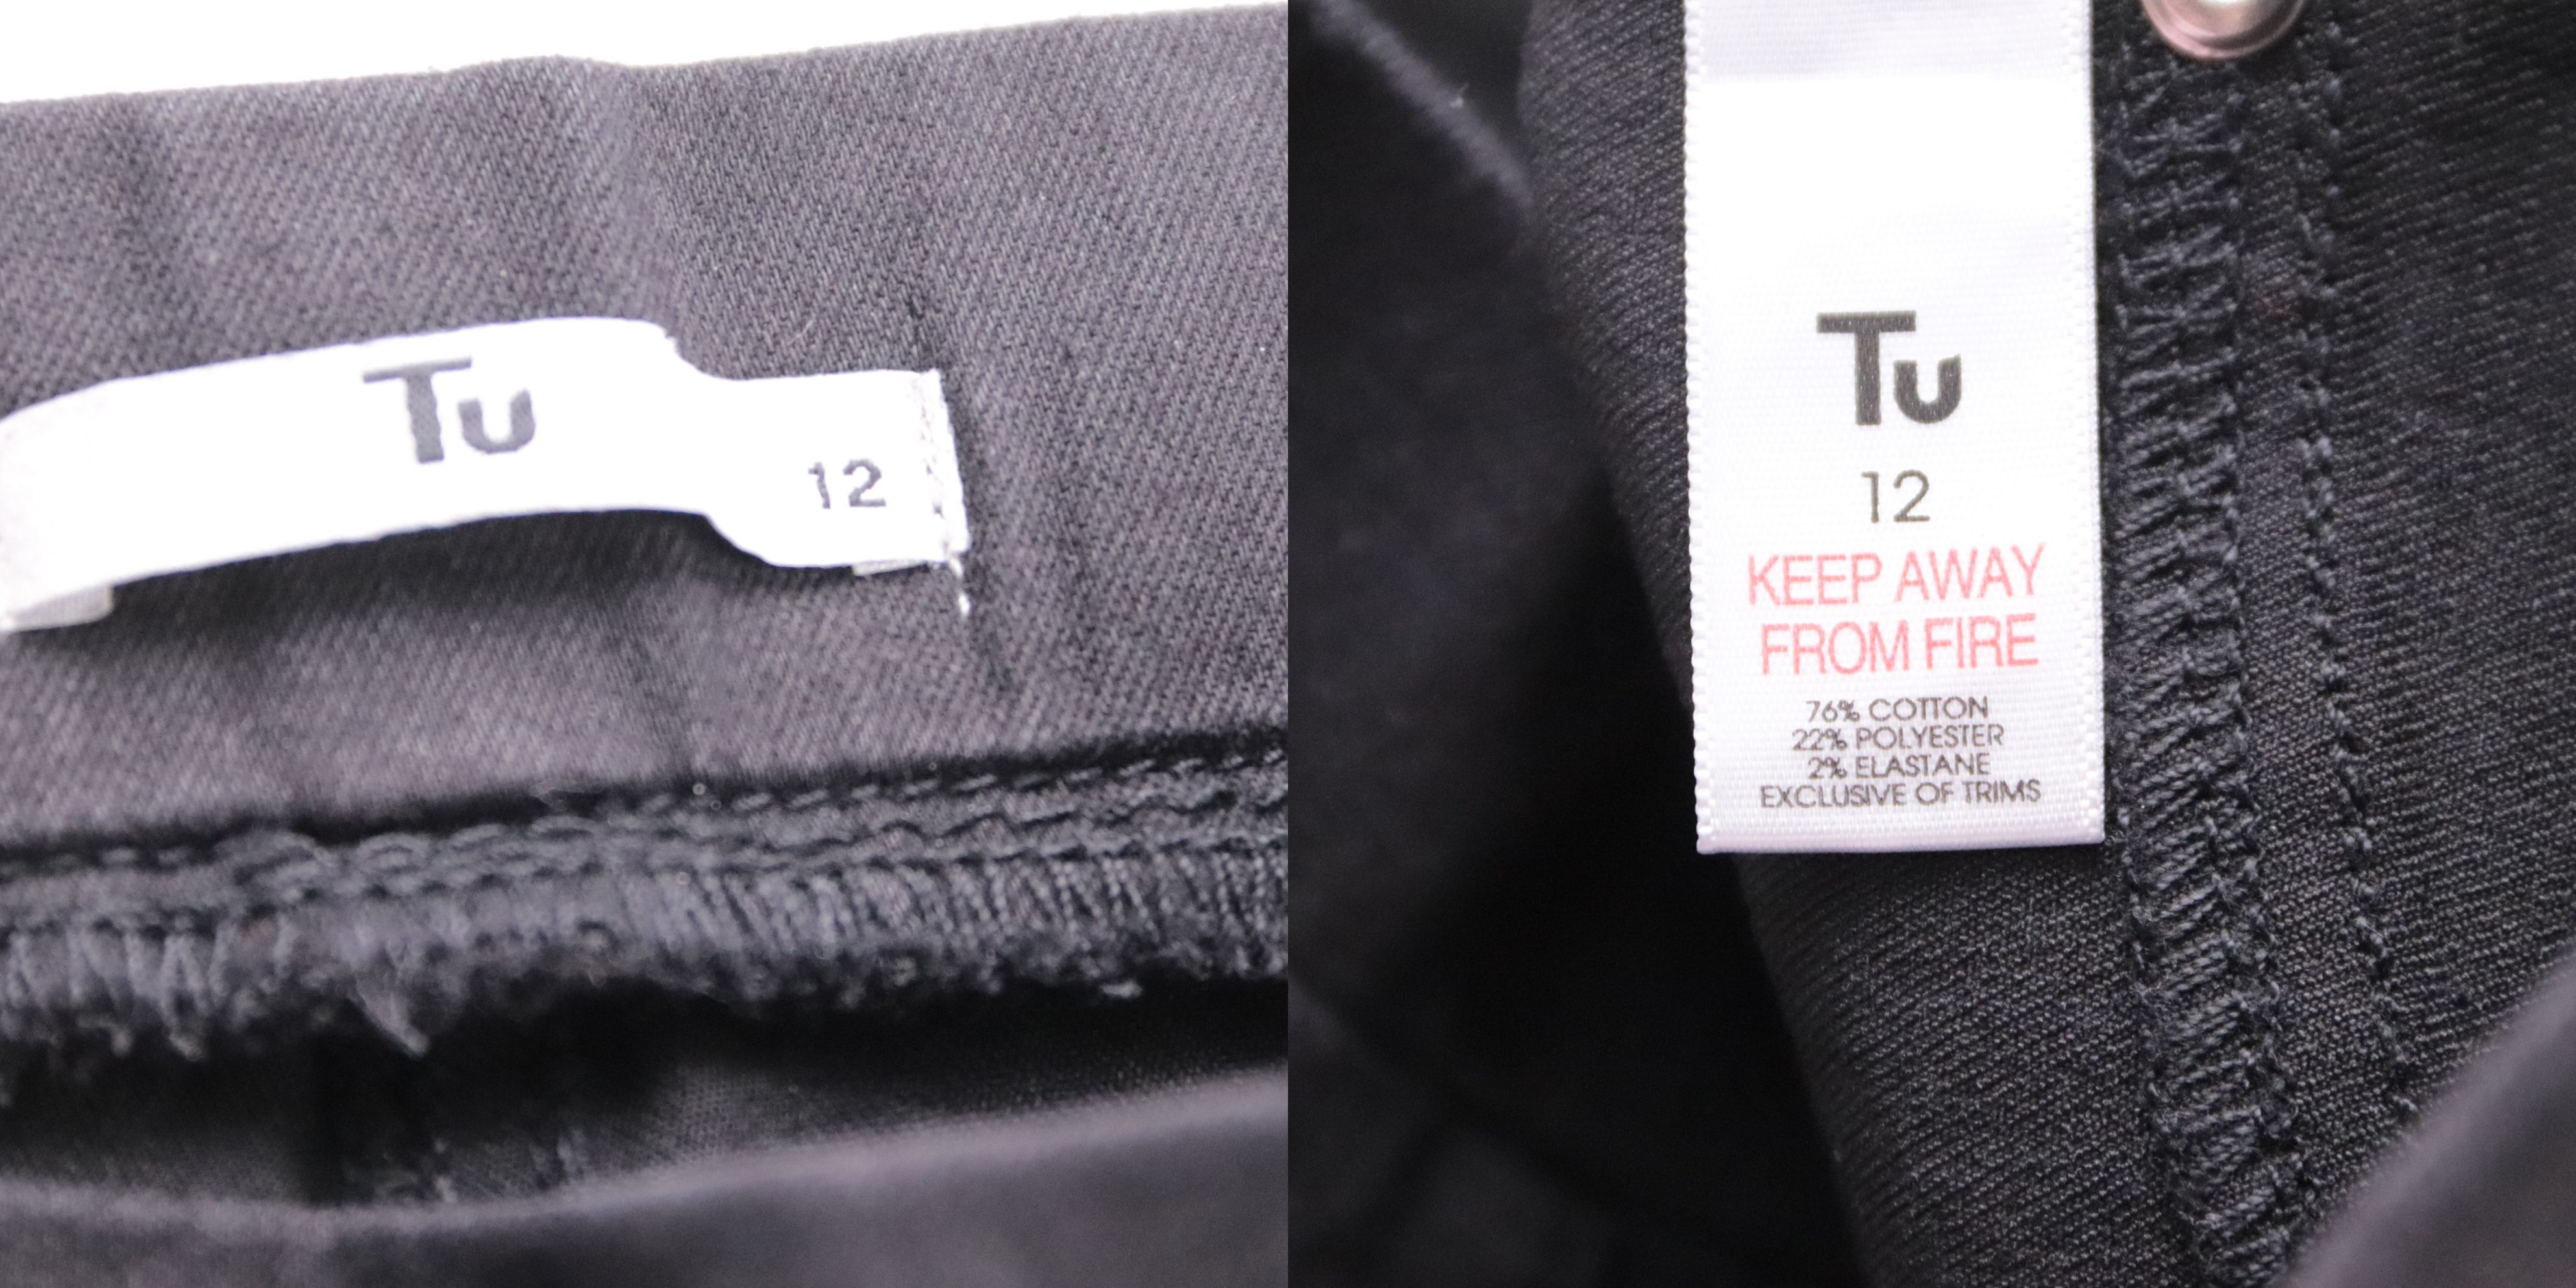 Tu
12
Tu
12
KEEP AWAY
FROM FIRE
76% COTTON
22% POLYESTER
2% ELASTANE
EXCLUSIVE OF TRIMS